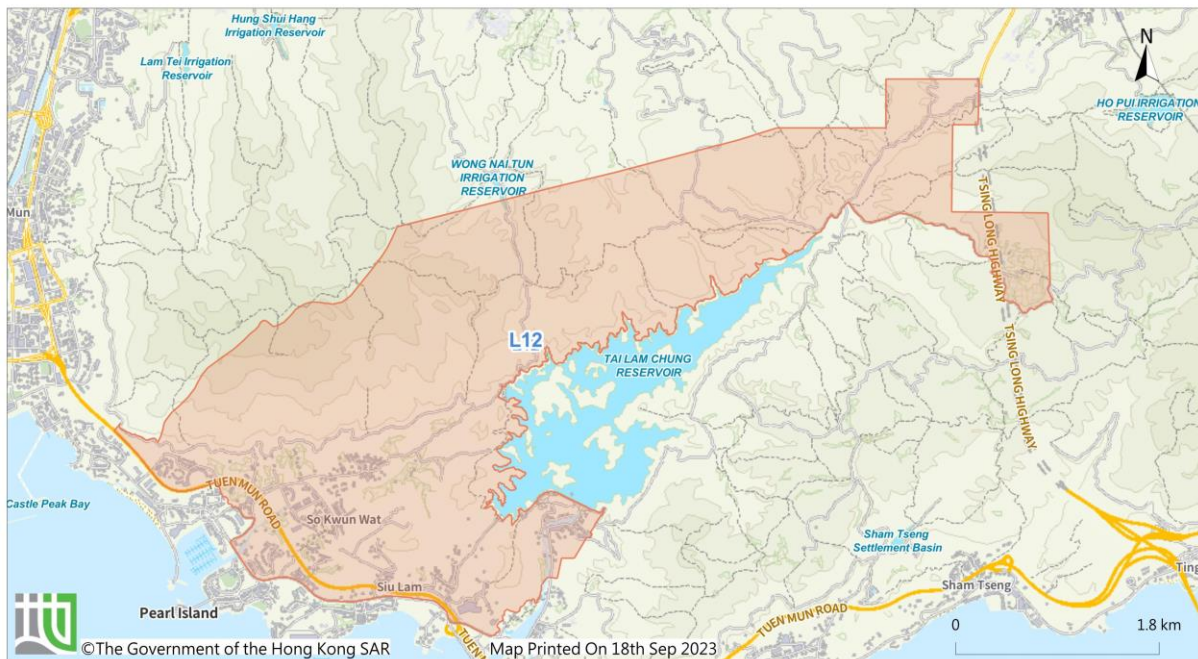 Hung Shui Hang
Irrigation Reservoir
Lam Tei Irrigation
Reservoir
N
HO PUI IRRIGATION
RESERVOIR
WONG NAI TUN
IRRIGATION
RESERVOIR
Mun
TSING LONG HIGHWAY
L12
TAI LAM CHUNG
RESERVOIR
TSING LONG HIGHWAY
TUEN MUN ROAD
Castle Peak Bay
So Kwun Wat
Sham Tseng
Settlement Basin
Siu Lam
Sham Tseng
Ting
Pearl Island
TUEN MUN ROAD
TUEN M
0 1.8 km
©The Government of the Hong Kong SAR
Map Printed On 18th Sep 2023